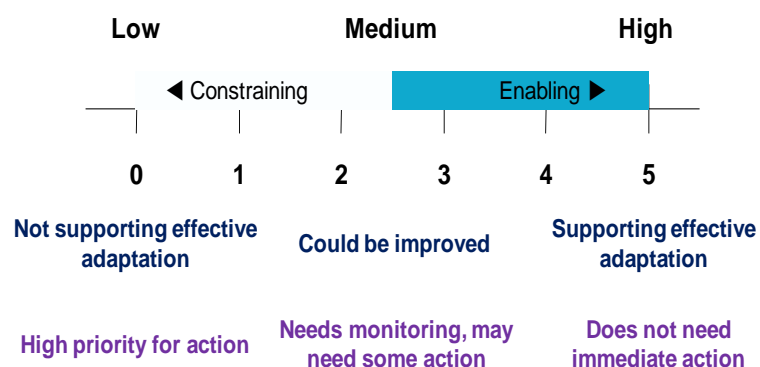 Low Medium High
◄ Constraining Enabling ►
0 1 2 3 4 5
Not supporting effective
adaptation
Could be improved
Supporting effective
adaptation
High priority for action
Needs monitoring, may
need some action
Does not need
immediate action